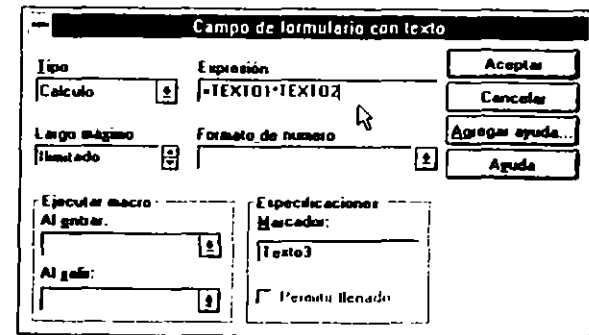 Campo de formulario con texto
Tipo
Calculo
Expresión
=TEXTO1*TEXTO2
Aceptar
Cancelar
Agregar ayuda...
Ayuda
Largo máximo
Ilimitado
Formato de numero
Ejecutar macro
Al entrar:
Al salir:
Especificaciones
Marcador:
Texto3
Permitir llenado